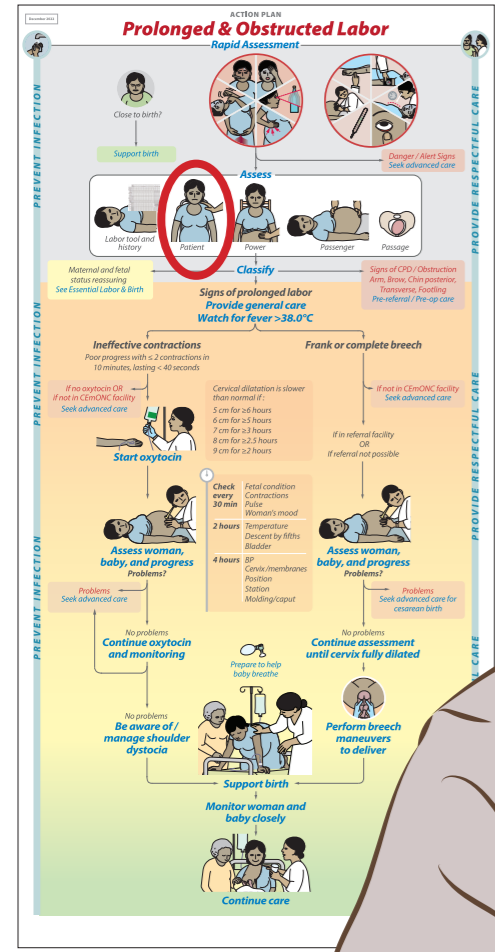 December 2022
ACTION PLAN
Prolonged & Obstructed Labor
Rapid Assessment
PREVENT INFECTION
PROVIDE RESPECTFUL CARE
Close to birth?
Support birth
Danger / Alert Signs
Seek advanced care
Assess
Labor tool and
history
Patient
Power
Passenger
Passage
Maternal and fetal
status reassuring
See Essential Labor & Birth
Classify
Signs of CPD / Obstruction
Arm, Brow, Chin posterior,
Transverse, Footling
Pre-referral / Pre-op care
Signs of prolonged labor
Provide general care
Watch for fever >38.0°C
Ineffective contractions
Poor progress with ≤ 2 contractions in
10 minutes, lasting < 40 seconds
Frank or complete breech
If no oxytocin OR
if not in CEmONC facility
Seek advanced care
Cervical dilatation is slower
than normal if :
5 cm for ≥6 hours
6 cm for ≥5 hours
7 cm for ≥3 hours
8 cm for ≥2.5 hours
9 cm for ≥2 hours
If not in CEmONC facility
Seek advanced care
Start oxytocin
If in referral facility
OR
If referral not possible
PROVIDE RESPECTFUL CARE
Check
every
30 min
Fetal condition
Contractions
Pulse
Woman's mood
2 hours
Temperature
Descent by fifths
Bladder
4 hours
BP
Cervix/membranes
Position
Station
Molding/caput
Assess woman,
baby, and progress
Problems?
Assess woman,
baby, and progress
Problems?
PREVENT INFECTION
Problems
Seek advanced care
Problems
Seek advanced care for
cesarean birth
No problems
Continue oxytocin
and monitoring
No problems
Continue assessment
until cervix fully dilated
Prepare to help
baby breathe
CARE
No problems
Be aware of /
manage shoulder
dystocia
Perform breech
maneuvers
to deliver
Support birth
Monitor woman and
baby closely
Continue care